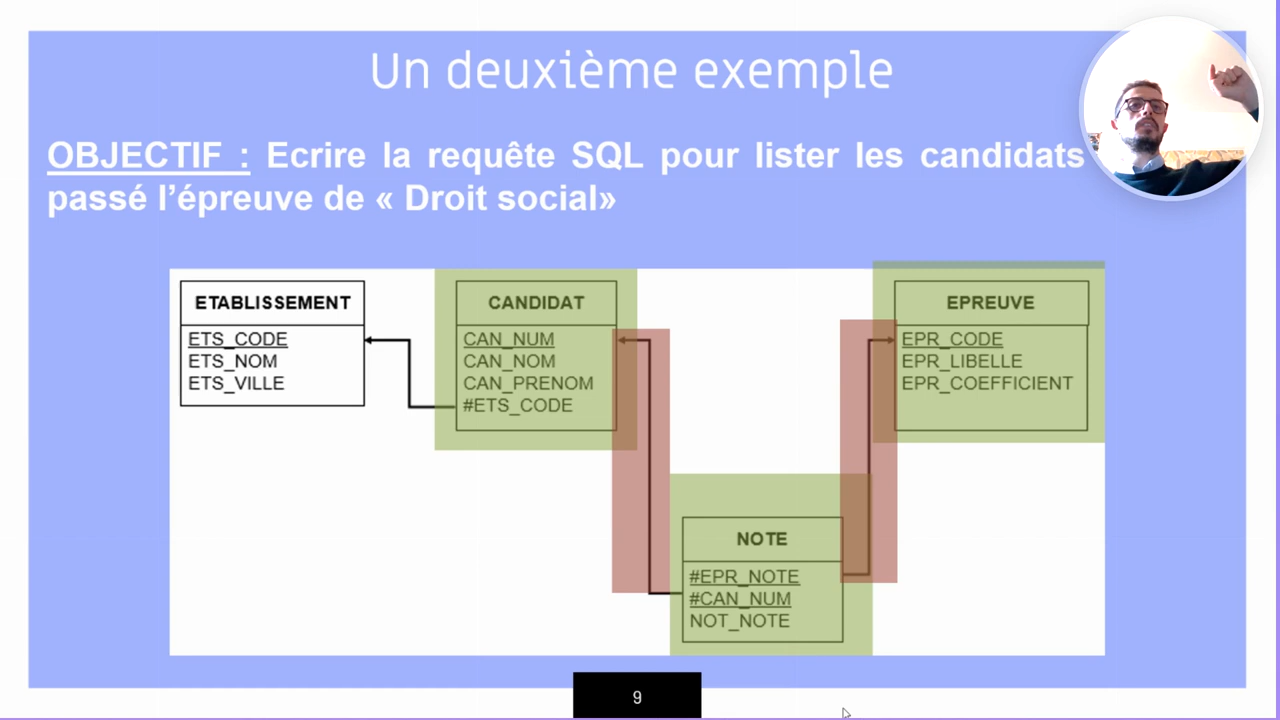 Un deuxième exemple
OBJECTIF : Ecrire la requête SQL pour lister les candidats
passé l’épreuve de « Droit social»
ETABLISSEMENT
ETS_CODE
ETS_NOM
ETS_VILLE
CANDIDAT
CAN_NUM
CAN_NOM
CAN_PRENOM
#ETS_CODE
EPREUVE
EPR_CODE
EPR_LIBELLE
EPR_COEFFICIENT
NOTE
#EPR_NOTE
#CAN_NUM
NOT_NOTE
9